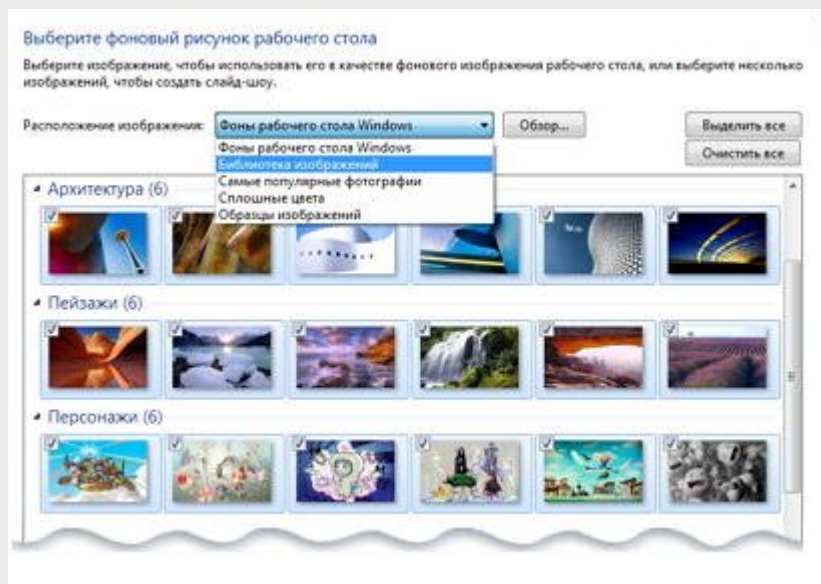 Выберите фоновый рисунок рабочего стола
Выберите изображение, чтобы использовать его в качестве фонового изображения рабочего стола, или выберите несколько
изображений, чтобы создать слайд-шоу.
Расположение изображения: Фоны рабочего стола Windows Обзор... Выделить все
Фоны рабочего стола Windows
Библиотека изображений Очистить все
Самые популярные фотографии
Сплошные цвета
Образцы изображений
Архитектура (6)
Пейзажи (6)
Персонажи (6)